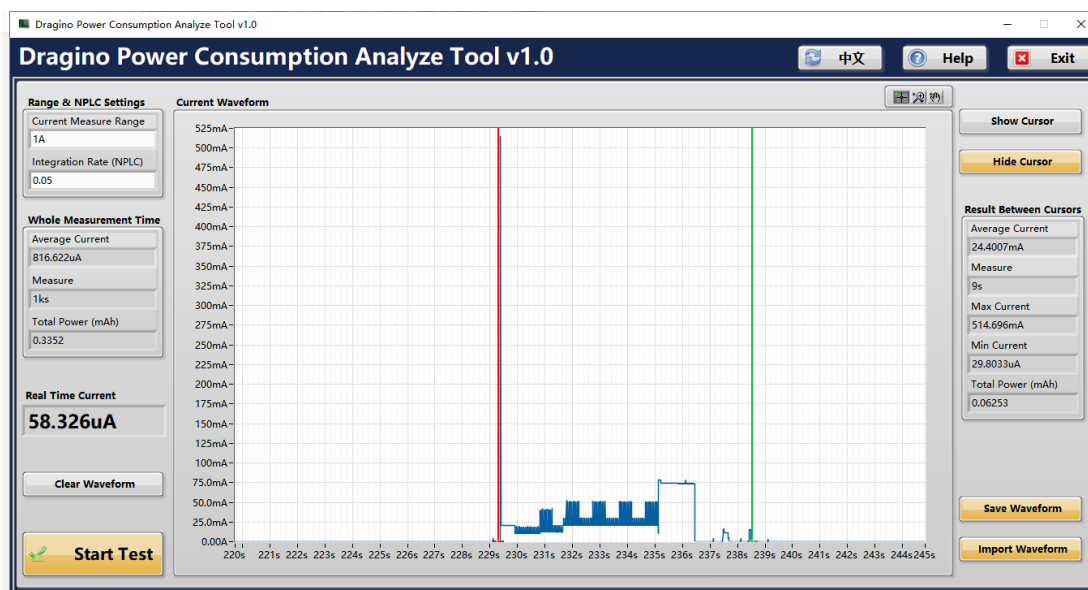 Dragino Power Consumption Analyze Tool v1.0
Dragino Power Consumption Analyze Tool v1.0
中文
Help
Exit
Range & NPLC Settings
Current Measure Range
1A
Integration Rate (NPLC)
0.05
Whole Measurement Time
Average Current
816.622uA
Measure
1ks
Total Power (mAh)
0.3352
Real Time Current
58.326uA
Clear Waveform
Start Test
Current Waveform
525mA
500mA
475mA
450mA
425mA
400mA
375mA
350mA
325mA
300mA
275mA
250mA
225mA
200mA
175mA
150mA
125mA
100mA
75.0mA
50.0mA
25.0mA
0.00A
220s 221s 222s 223s 224s 225s 226s 227s 228s 229s 230s 231s 232s 233s 234s 235s 236s 237s 238s 239s 240s 241s 242s 243s 244s 245s
Show Cursor
Hide Cursor
Result Between Cursors
Average Current
24.4007mA
Measure
9s
Max Current
514.696mA
Min Current
29.8033uA
Total Power (mAh)
0.06253
Save Waveform
Import Waveform